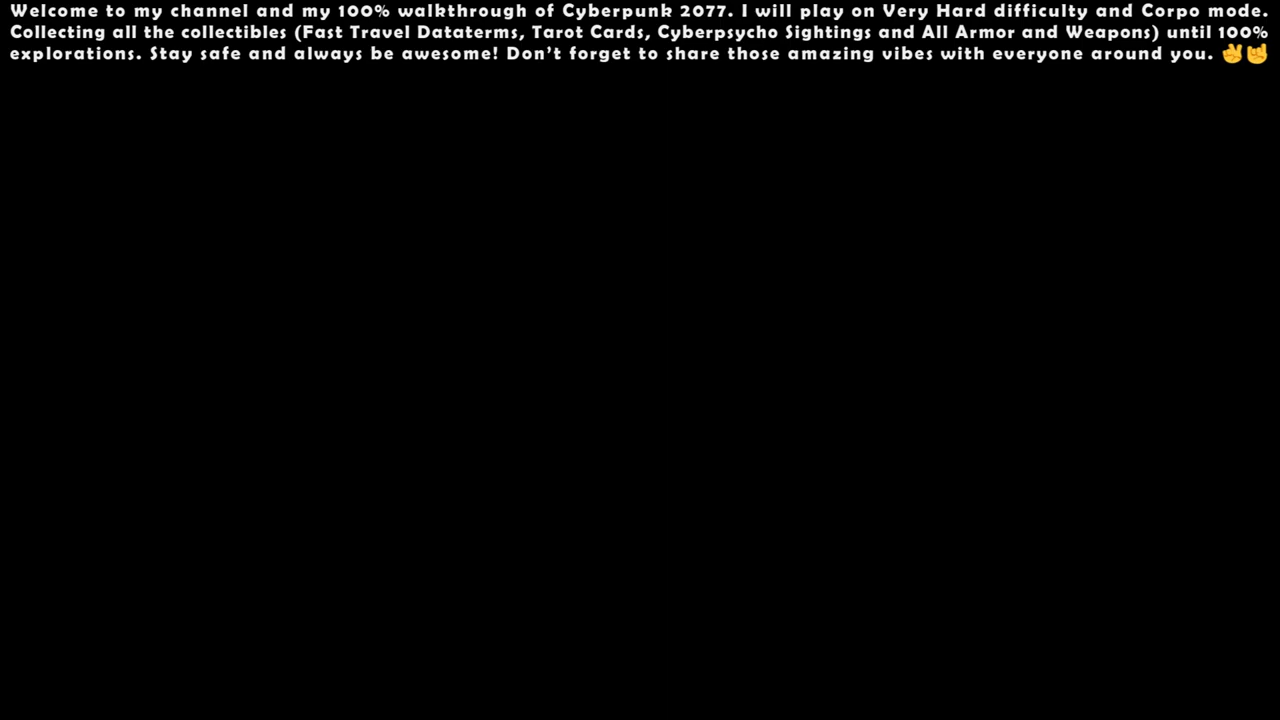 Welcome to my channel and my 100% walkthrough of Cyberpunk 2077. I will play on Very Hard difficulty and Corpo mode.
Collecting all the collectibles (Fast Travel Dataterms, Tarot Cards, Cyberpsycho Sightings and All Armor and Weapons) until 100%
explorations. Stay safe and always be awesome! Don’t forget to share those amazing vibes with everyone around you. ✌️🤘